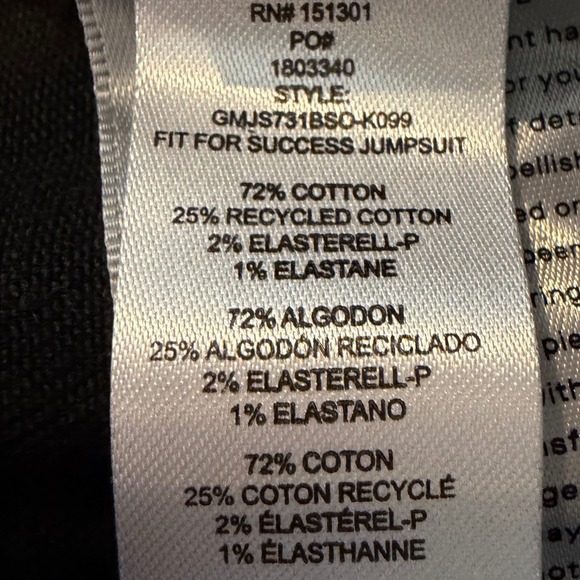 RN# 151301
PO#
1803340
STYLE:
GMJS731BSO-K099
FIT FOR SUCCESS JUMPSUIT
72% COTTON
25% RECYCLED COTTON
2% ELASTERELL-P
1% ELASTANE
72% ALGODON
25% ALGODÓN RECICLADO
2% ELASTERELL-P
1% ELASTANO
72% COTON
25% COTON RECYCLÉ
2% ÉLASTÉREL-P
1% ÉLASTHANNE